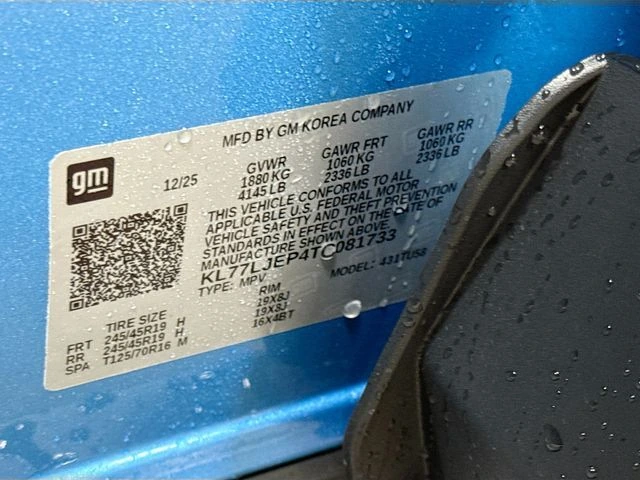 MFD BY GM KOREA COMPANY
gm
12/25
GVWR GAWR FRT GAWR RR
1880 KG 1060 KG 1060 KG
4145 LB 2336 LB 2336 LB
THIS VEHICLE CONFORMS TO ALL
APPLICABLE U.S. FEDERAL MOTOR
VEHICLE SAFETY AND THEFT PREVENTION
STANDARDS IN EFFECT ON THE DATE OF
MANUFACTURE SHOWN ABOVE.
KL77LJEP4TC081733
TYPE: MPV MODEL: 431TU58
TIRE SIZE RIM
FRT 245/45R19 H 19X8J
RR 245/45R19 H 19X8J
SPA T125/70R16 M 16X4BT